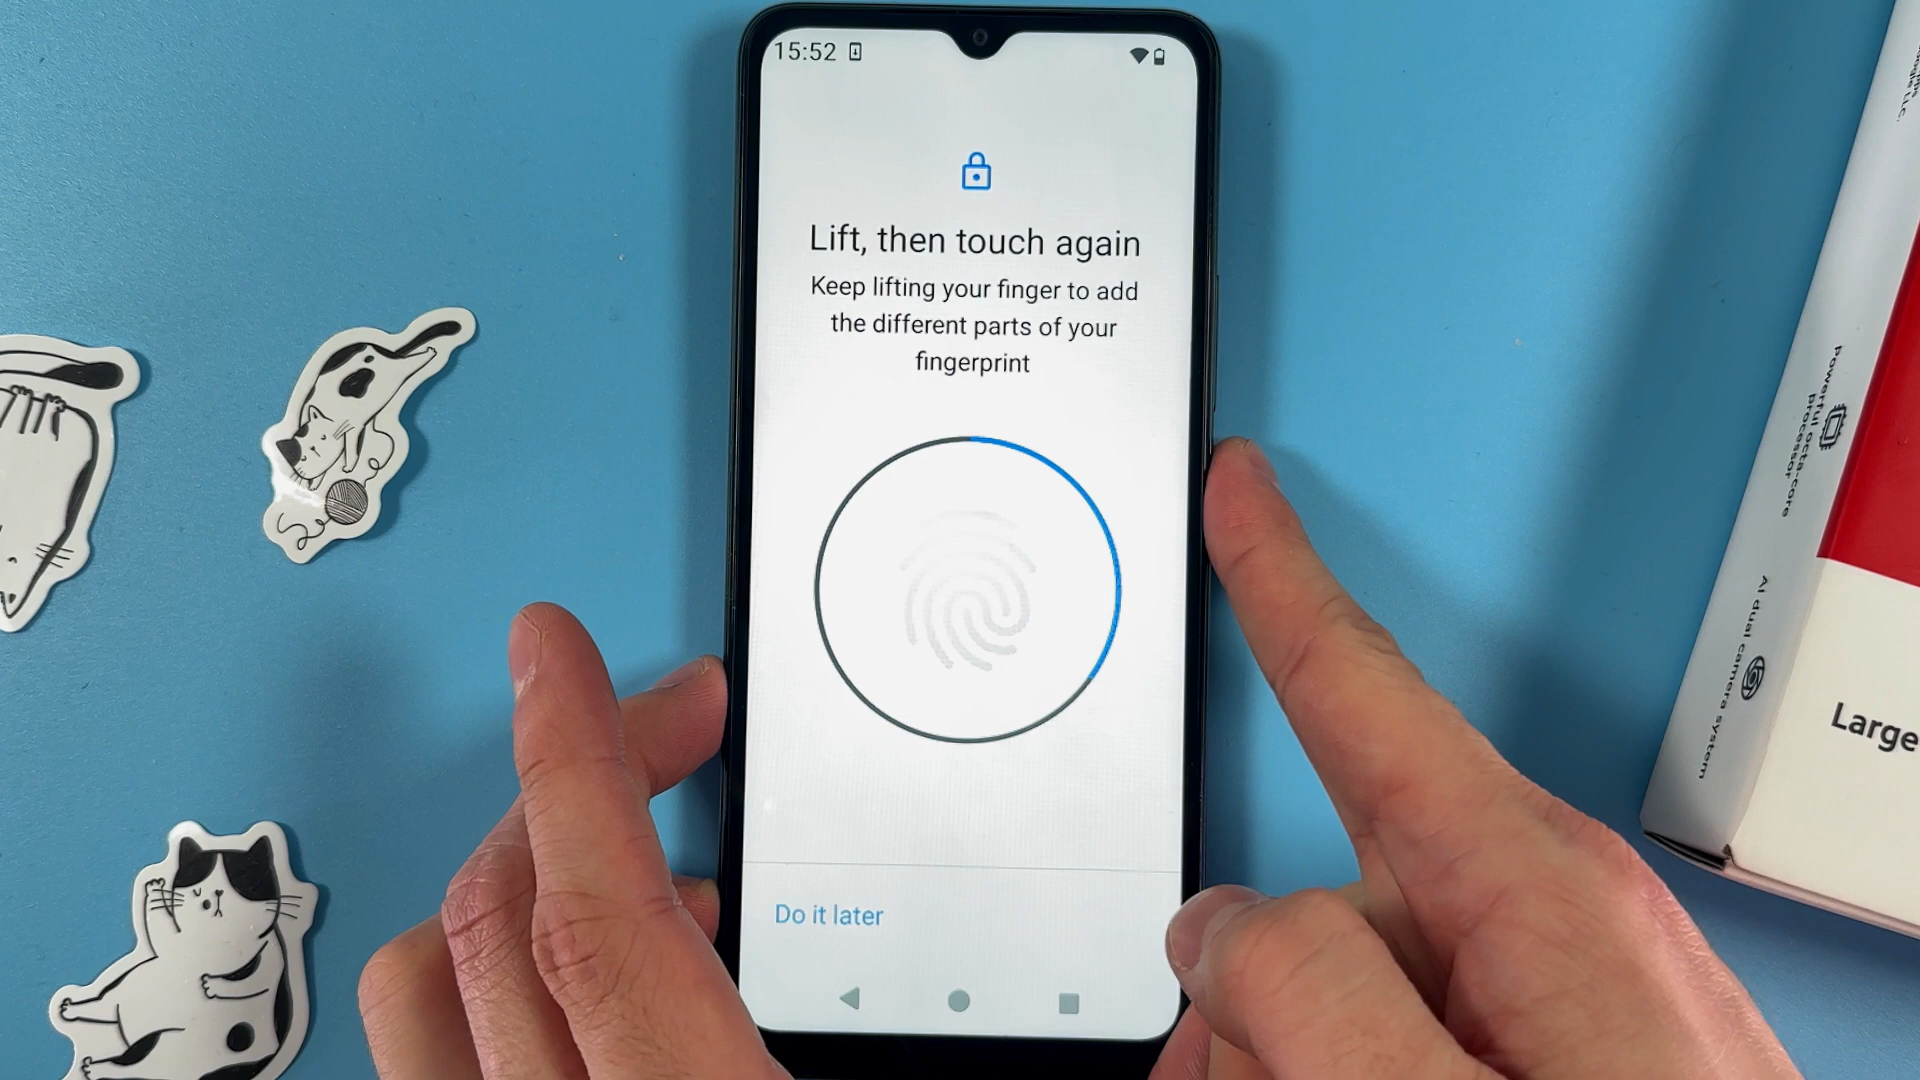 15:52
Lift, then touch again
Keep lifting your finger to add
the different parts of your
fingerprint
Do it later
Powerful octa-core
processor
AI dual camera system
Large